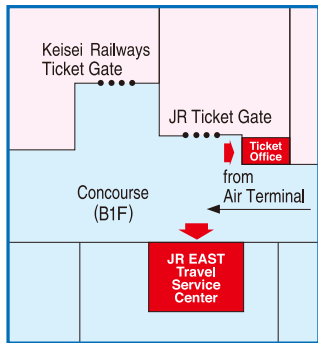 Keisei Railways
Ticket Gate
JR Ticket Gate
Ticket
Office
from
Air Terminal
Concourse
(B1F)
JR EAST
Travel
Service
Center